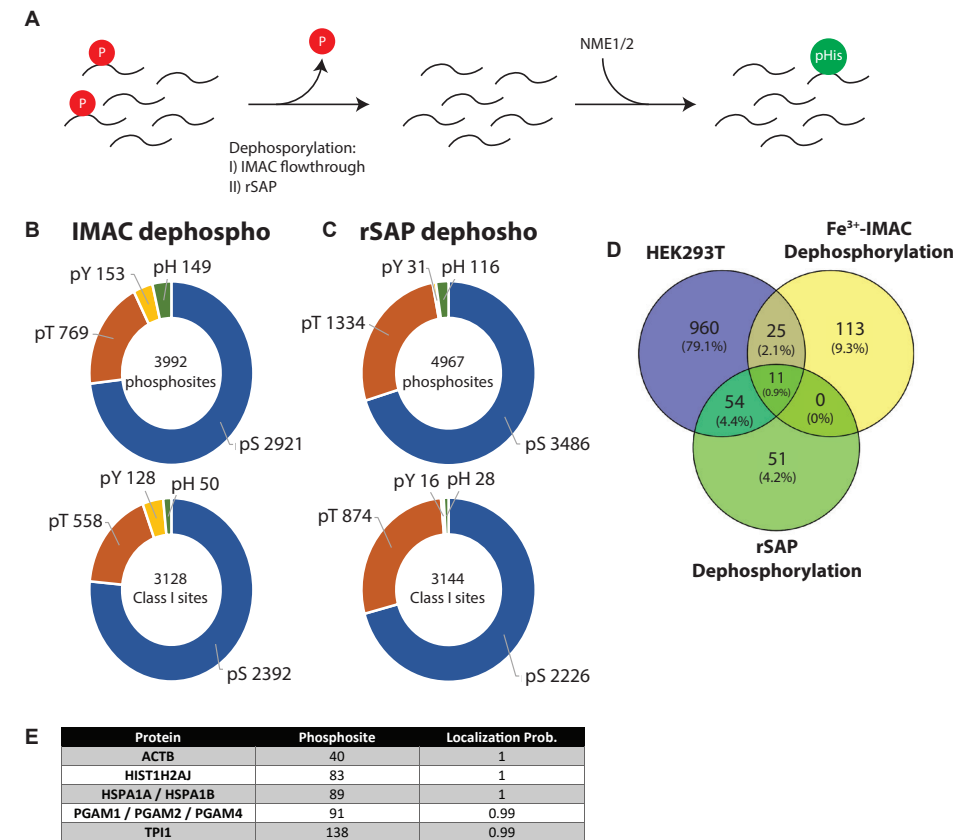 A
P
P
P
NME1/2
pHis
Dephosporylation:
I) IMAC flowthrough
II) rSAP
B
IMAC dephospho
pY 153
pH 149
pT 769
3992
phosphosites
pS 2921
pY 128
pH 50
pT 558
3128
Class I sites
pS 2392
C
rSAP dephosho
pY 31
pH 116
pT 1334
4967
phosphosites
pS 3486
pY 16
pH 28
pT 874
3144
Class I sites
pS 2226
D
HEK293T
Fe³⁺-IMAC
Dephosphorylation
960
(79.1%)
25
(2.1%)
113
(9.3%)
11
(0.9%)
54
(4.4%)
0
(0%)
51
(4.2%)
rSAP
Dephosphorylation
E
Protein Phosphosite Localization Prob.
ACTB 40 1
HIST1H2AJ 83 1
HSPA1A / HSPA1B 89 1
PGAM1 / PGAM2 / PGAM4 91 0.99
TPI1 138 0.99